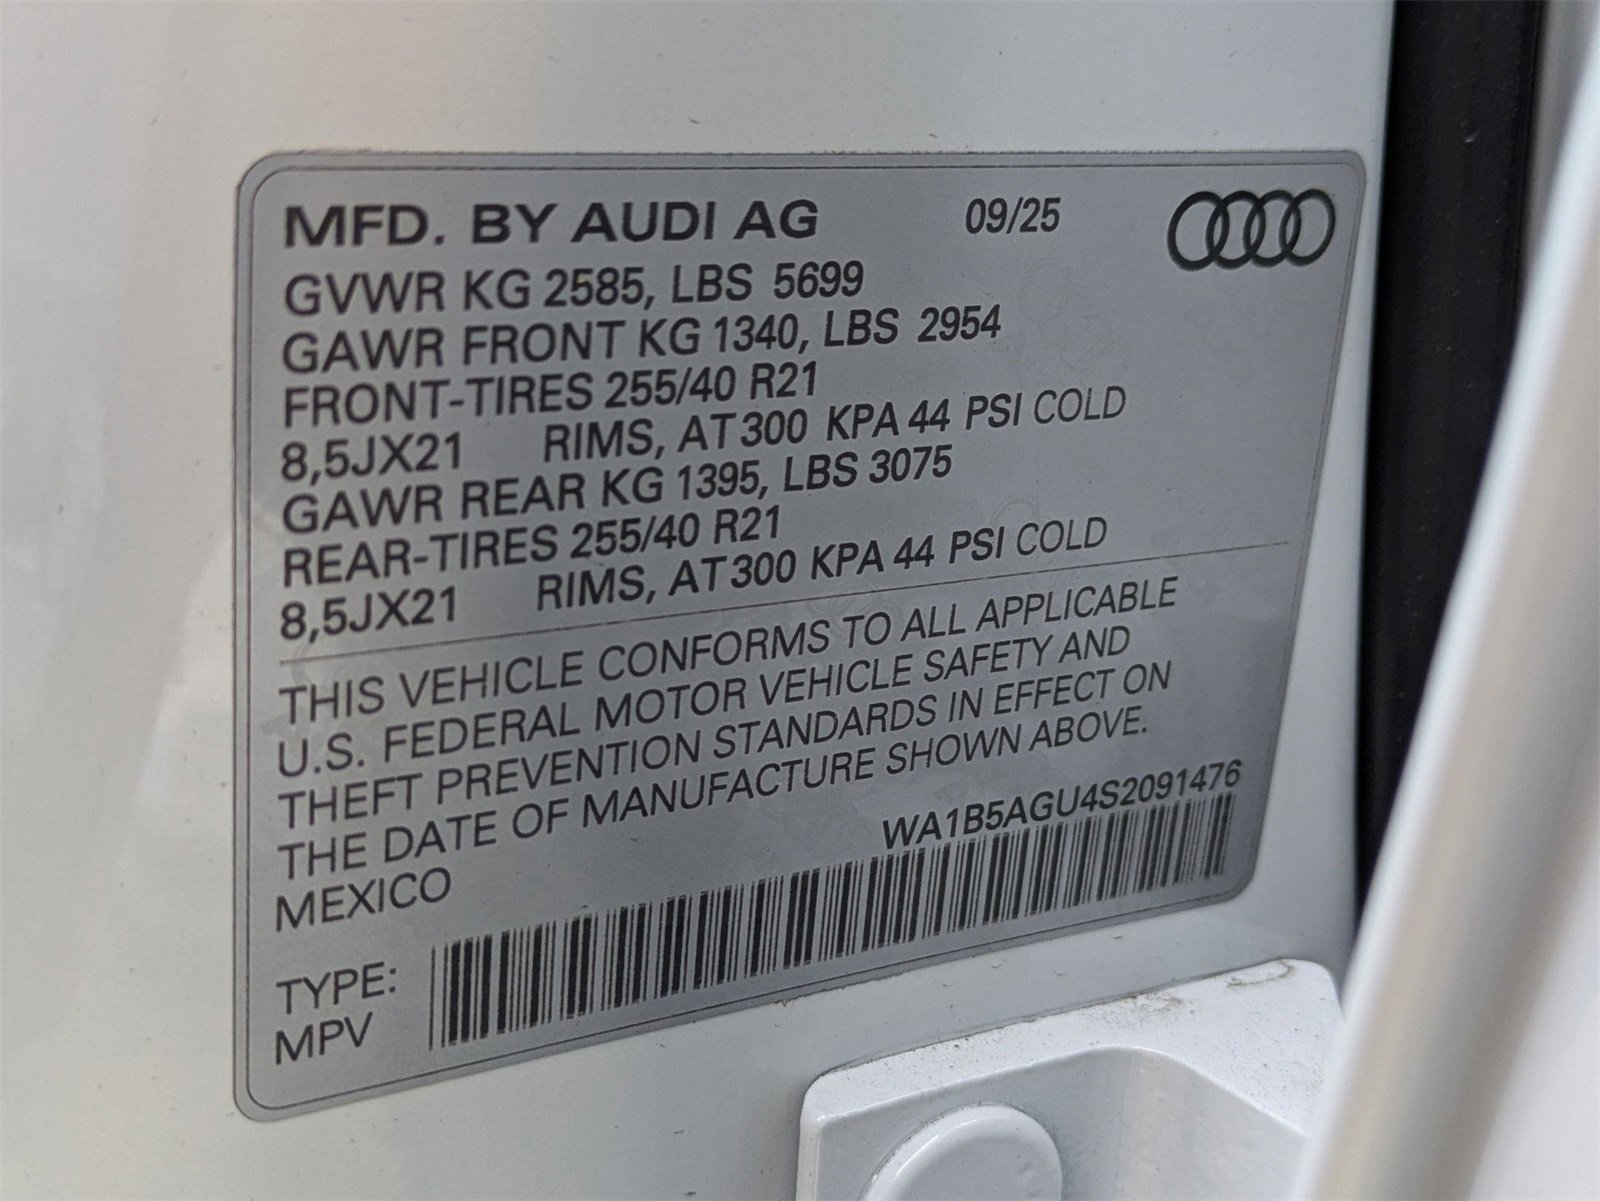 MFD. BY AUDI AG 09/25
GVWR KG 2585, LBS 5699
GAWR FRONT KG 1340, LBS 2954
FRONT-TIRES 255/40 R21
8,5JX21 RIMS, AT 300 KPA 44 PSI COLD
GAWR REAR KG 1395, LBS 3075
REAR-TIRES 255/40 R21
8,5JX21 RIMS, AT 300 KPA 44 PSI COLD
THIS VEHICLE CONFORMS TO ALL APPLICABLE
U.S. FEDERAL MOTOR VEHICLE SAFETY AND
THEFT PREVENTION STANDARDS IN EFFECT ON
THE DATE OF MANUFACTURE SHOWN ABOVE.
MEXICO
WA1B5AGU4S2091476
TYPE:
MPV